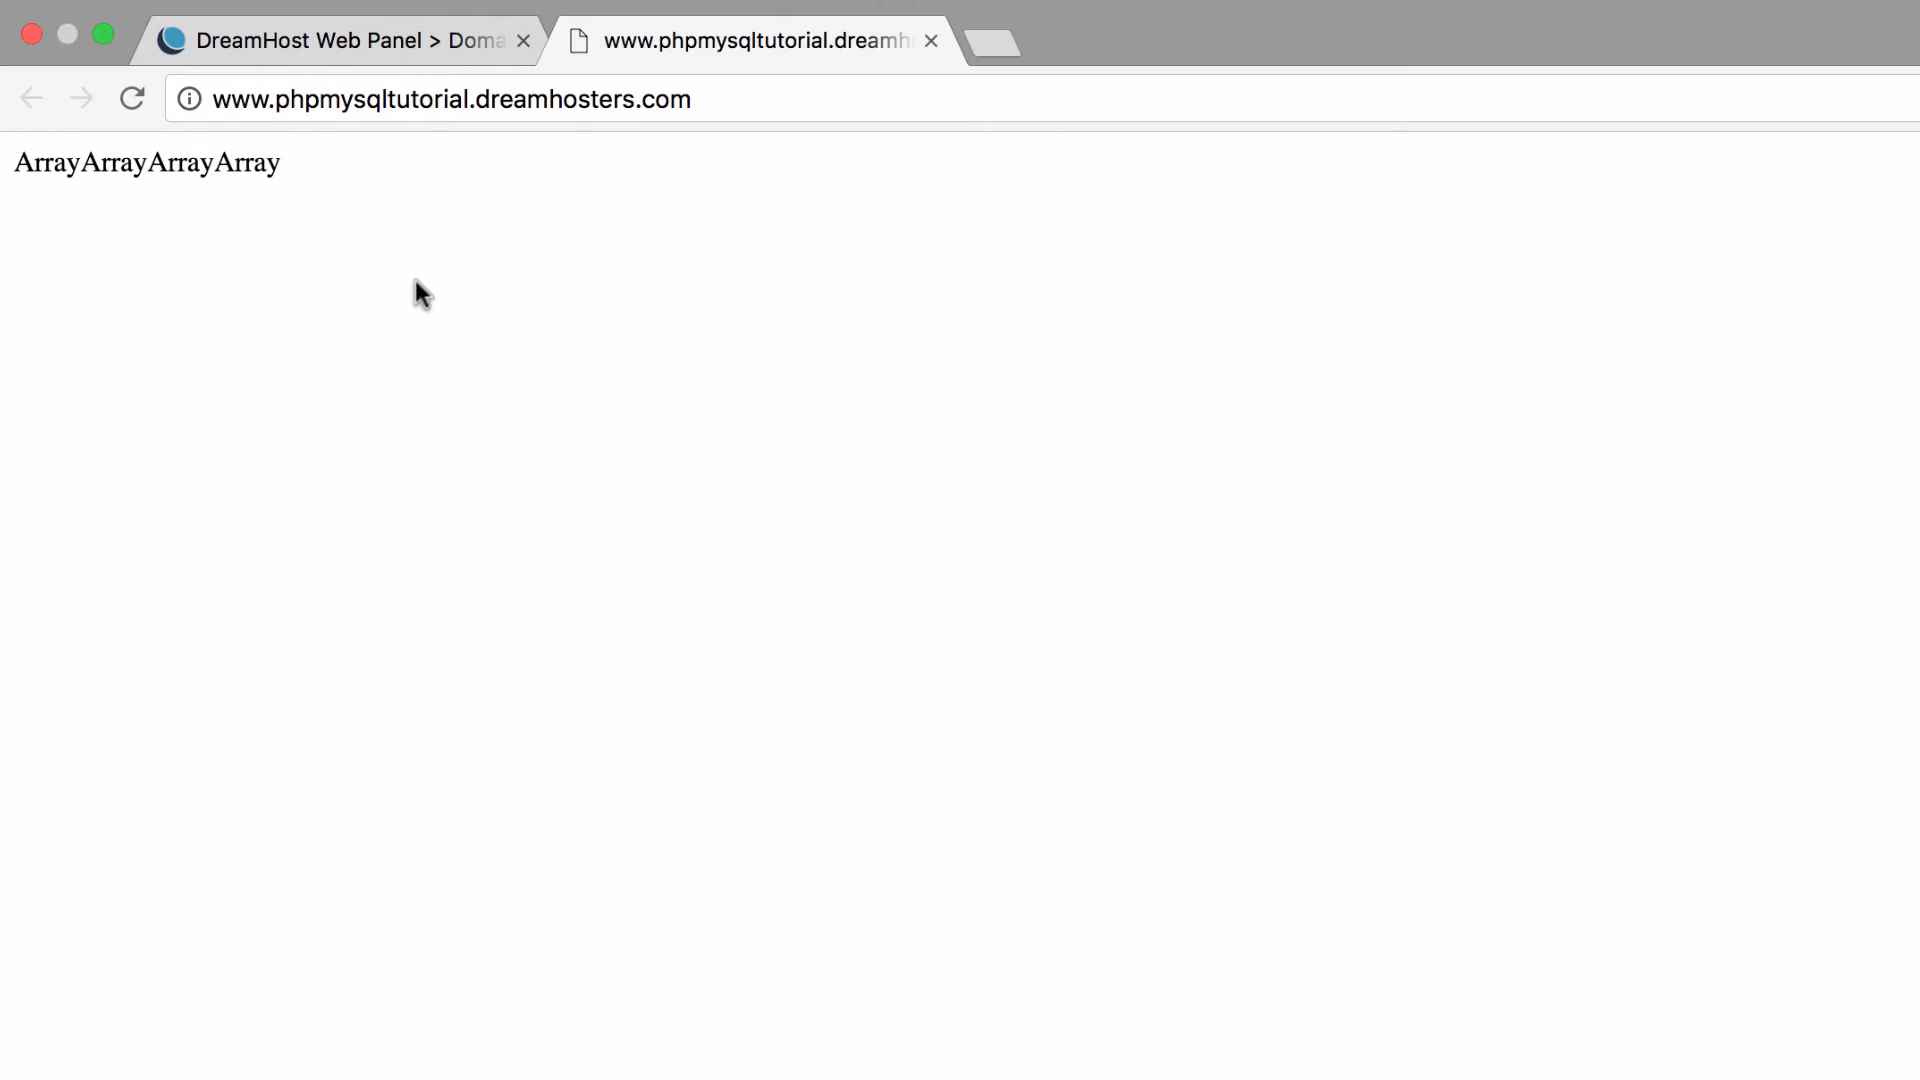 DreamHost Web Panel > Doma
www.phpmysqltutorial.dreamh
www.phpmysqltutorial.dreamhosters.com
ArrayArrayArrayArray